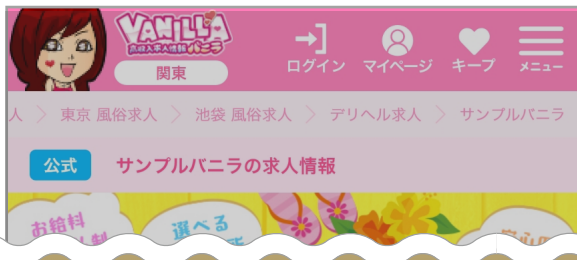 VANILLA
高収入求人情報 バニラ
関東
ログイン マイページ キープ メニュー
人 > 東京 風俗求人 > 池袋 風俗求人 > デリヘル求人 > サンプルバニラ
公式 サンプルバニラの求人情報
お給料
選べる